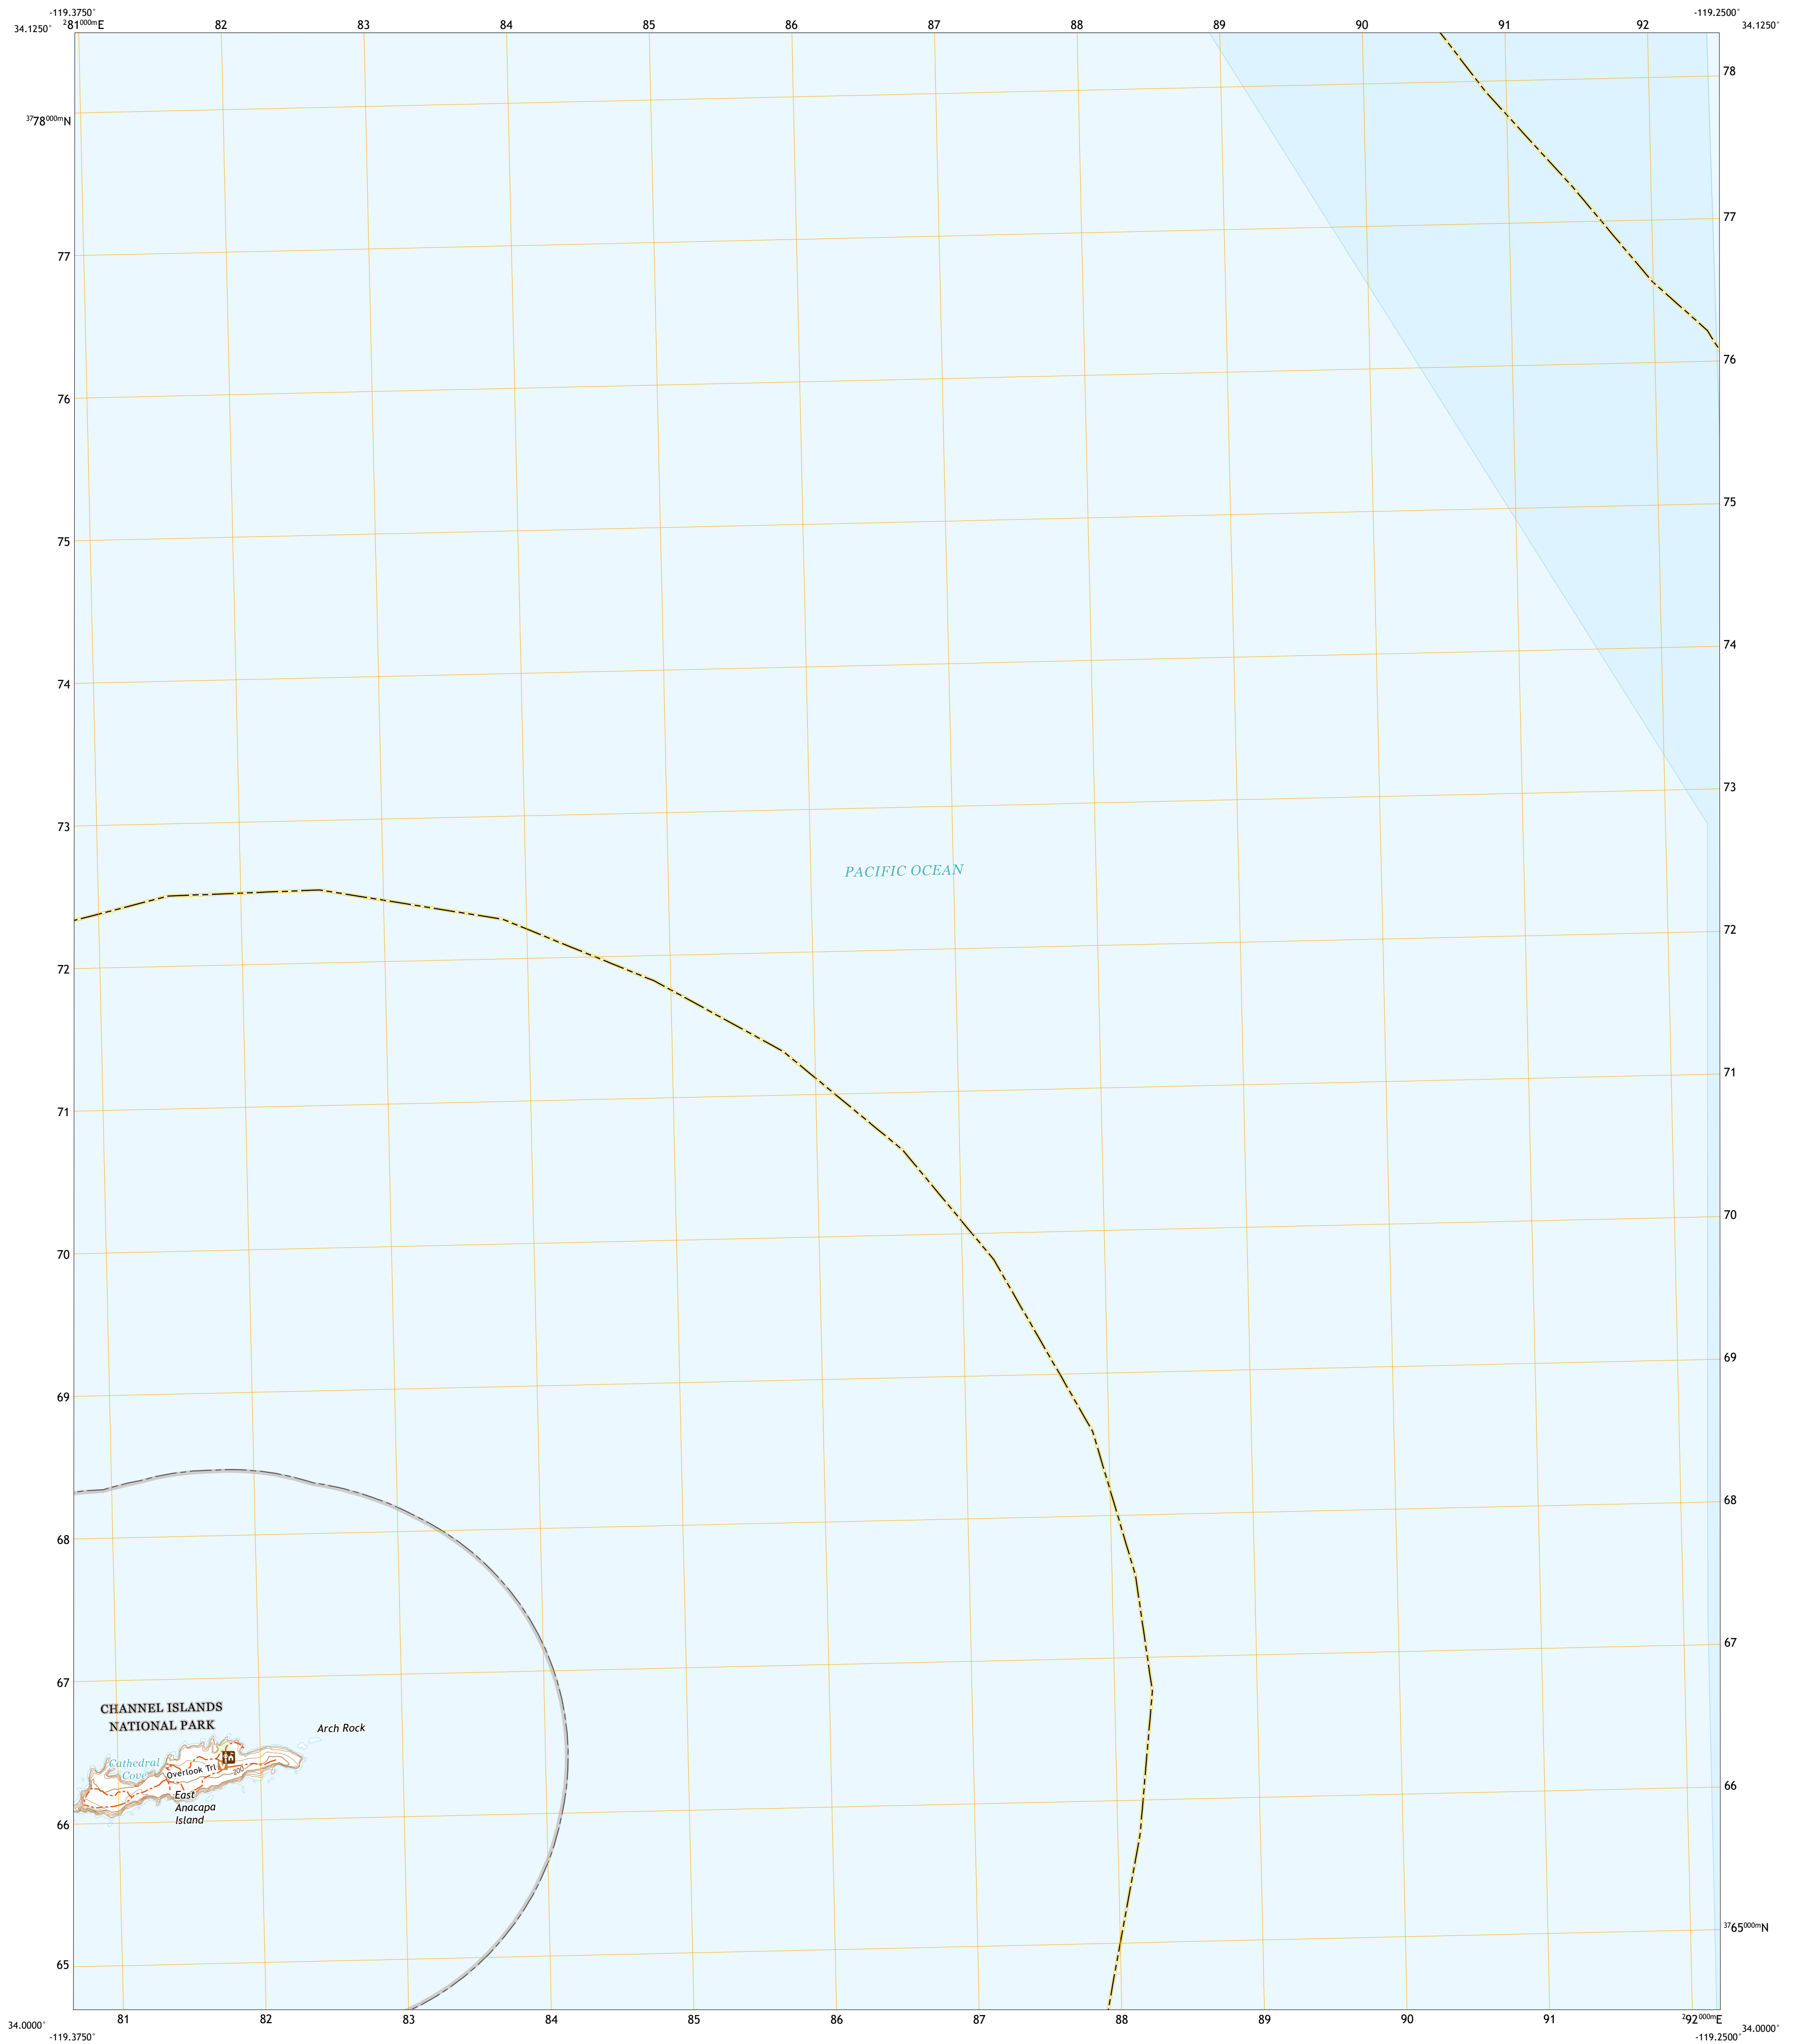 -119.3750°
-119.2500°
34.1250°
²81⁰⁰⁰ᵐE 82 83 84 85 86 87 88 89 90 91 92
34.1250°
78
³⁷78⁰⁰⁰ᵐN
77
77
76
76
75
75
74
74
73
73
PACIFIC OCEAN
72
72
71
71
70
70
69
69
68
68
67
67
CHANNEL ISLANDS
NATIONAL PARK
Arch Rock
Cathedral
Cove
Overlook Trl
200
East
Anacapa
Island
66
66
³⁷65⁰⁰⁰ᵐN
65
81 82 83 84 85 86 87 88 89 90 91 ²92⁰⁰⁰ᵐE
34.0000°
34.0000°
-119.3750°
-119.2500°